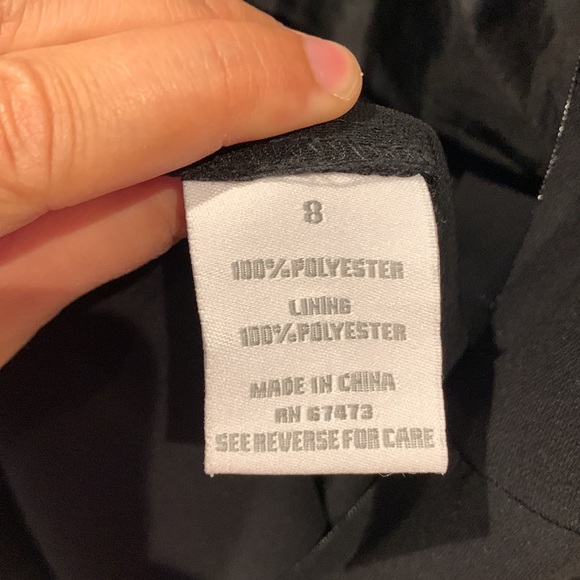 8
100% POLYESTER
LINING
100% POLYESTER
MADE IN CHINA
RN 67473
SEE REVERSE FOR CARE